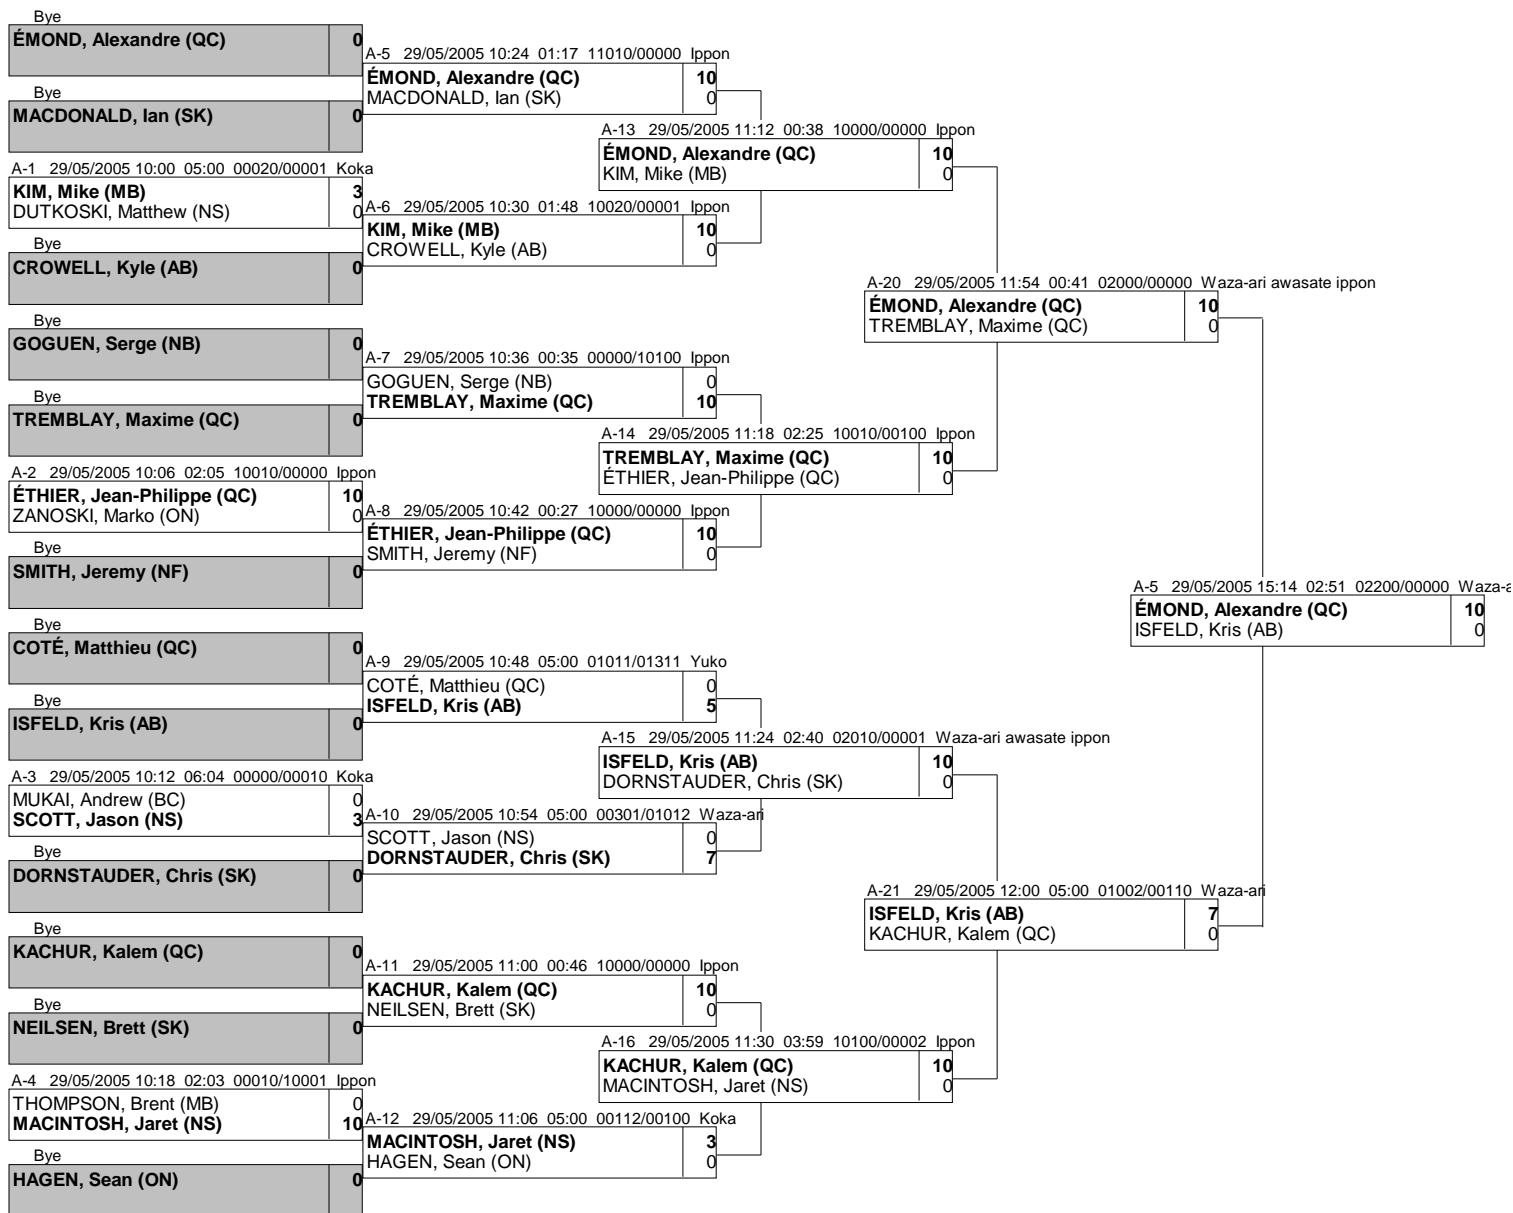 Bye
ÉMOND, Alexandre (QC) 0
Bye
MACDONALD, Ian (SK) 0
A-1 29/05/2005 10:00 05:00 00020/00001 Koka
KIM, Mike (MB) 3
DUTKOSKI, Matthew (NS) 0
Bye
CROWELL, Kyle (AB) 0
Bye
GOGUEN, Serge (NB) 0
Bye
TREMBLAY, Maxime (QC) 0
A-2 29/05/2005 10:06 02:05 10010/00000 Ippon
ÉTHIER, Jean-Philippe (QC) 10
ZANOSKI, Marko (ON) 0
Bye
SMITH, Jeremy (NF) 0
Bye
COTÉ, Matthieu (QC) 0
Bye
ISFELD, Kris (AB) 0
A-3 29/05/2005 10:12 06:04 00000/00010 Koka
MUKAI, Andrew (BC) 0
SCOTT, Jason (NS) 3
Bye
DORNSTAUDER, Chris (SK) 0
Bye
KACHUR, Kalem (QC) 0
Bye
NEILSEN, Brett (SK) 0
A-4 29/05/2005 10:18 02:03 00010/10001 Ippon
THOMPSON, Brent (MB) 0
MACINTOSH, Jaret (NS) 10
Bye
HAGEN, Sean (ON) 0
A-5 29/05/2005 10:24 01:17 11010/00000 Ippon
ÉMOND, Alexandre (QC) 10
MACDONALD, Ian (SK) 0
A-6 29/05/2005 10:30 01:48 10020/00001 Ippon
KIM, Mike (MB) 10
CROWELL, Kyle (AB) 0
A-7 29/05/2005 10:36 00:35 00000/10100 Ippon
GOGUEN, Serge (NB) 0
TREMBLAY, Maxime (QC) 10
A-8 29/05/2005 10:42 00:27 10000/00000 Ippon
ÉTHIER, Jean-Philippe (QC) 10
SMITH, Jeremy (NF) 0
A-9 29/05/2005 10:48 05:00 01011/01311 Yuko
COTÉ, Matthieu (QC) 0
ISFELD, Kris (AB) 5
A-10 29/05/2005 10:54 05:00 00301/01012 Waza-ari
SCOTT, Jason (NS) 0
DORNSTAUDER, Chris (SK) 7
A-11 29/05/2005 11:00 00:46 10000/00000 Ippon
KACHUR, Kalem (QC) 10
NEILSEN, Brett (SK) 0
A-12 29/05/2005 11:06 05:00 00112/00100 Koka
MACINTOSH, Jaret (NS) 3
HAGEN, Sean (ON) 0
A-13 29/05/2005 11:12 00:38 10000/00000 Ippon
ÉMOND, Alexandre (QC) 10
KIM, Mike (MB) 0
A-14 29/05/2005 11:18 02:25 10010/00100 Ippon
TREMBLAY, Maxime (QC) 10
ÉTHIER, Jean-Philippe (QC) 0
A-15 29/05/2005 11:24 02:40 02010/00001 Waza-ari awasate ippon
ISFELD, Kris (AB) 10
DORNSTAUDER, Chris (SK) 0
A-16 29/05/2005 11:30 03:59 10100/00002 Ippon
KACHUR, Kalem (QC) 10
MACINTOSH, Jaret (NS) 0
A-20 29/05/2005 11:54 00:41 02000/00000 Waza-ari awasate ippon
ÉMOND, Alexandre (QC) 10
TREMBLAY, Maxime (QC) 0
A-21 29/05/2005 12:00 05:00 01002/00110 Waza-ari
ISFELD, Kris (AB) 7
KACHUR, Kalem (QC) 0
A-5 29/05/2005 15:14 02:51 02200/00000 Waza-a
ÉMOND, Alexandre (QC) 10
ISFELD, Kris (AB) 0